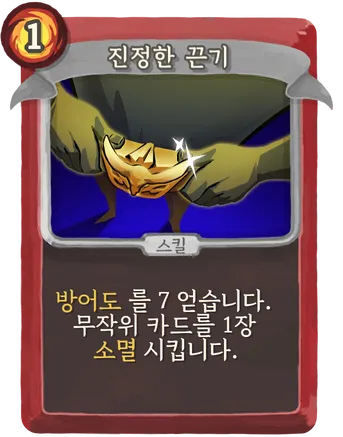 1
진정한 끈기
스킬
방어도 를 7 얻습니다.
무작위 카드를 1장
소멸 시킵니다.